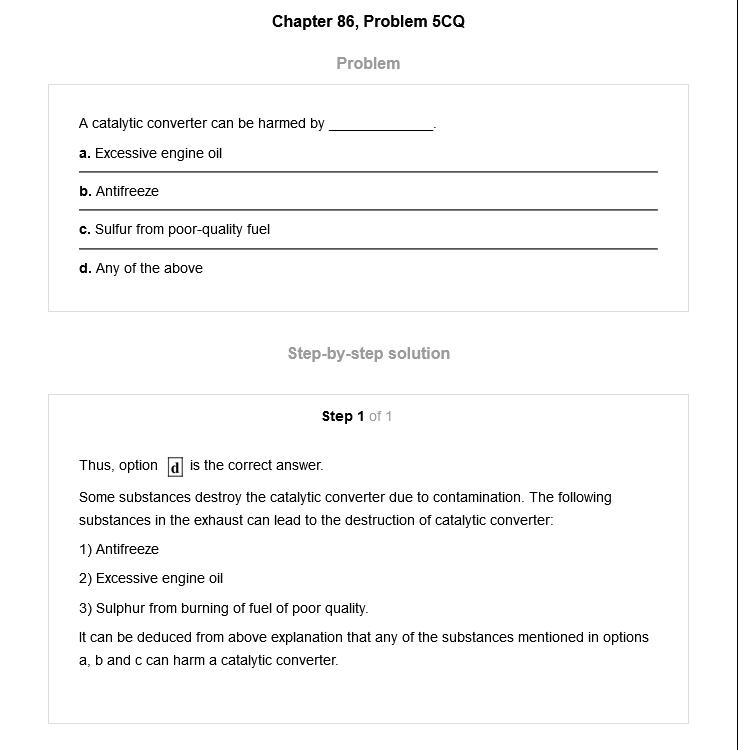 Chapter 86, Problem 5CQ
Problem
A catalytic converter can be harmed by _____________.
a. Excessive engine oil
b. Antifreeze
c. Sulfur from poor-quality fuel
d. Any of the above
Step-by-step solution
Step 1 of 1
Thus, option d is the correct answer.
Some substances destroy the catalytic converter due to contamination. The following
substances in the exhaust can lead to the destruction of catalytic converter:
1) Antifreeze
2) Excessive engine oil
3) Sulphur from burning of fuel of poor quality.
It can be deduced from above explanation that any of the substances mentioned in options
a, b and c can harm a catalytic converter.